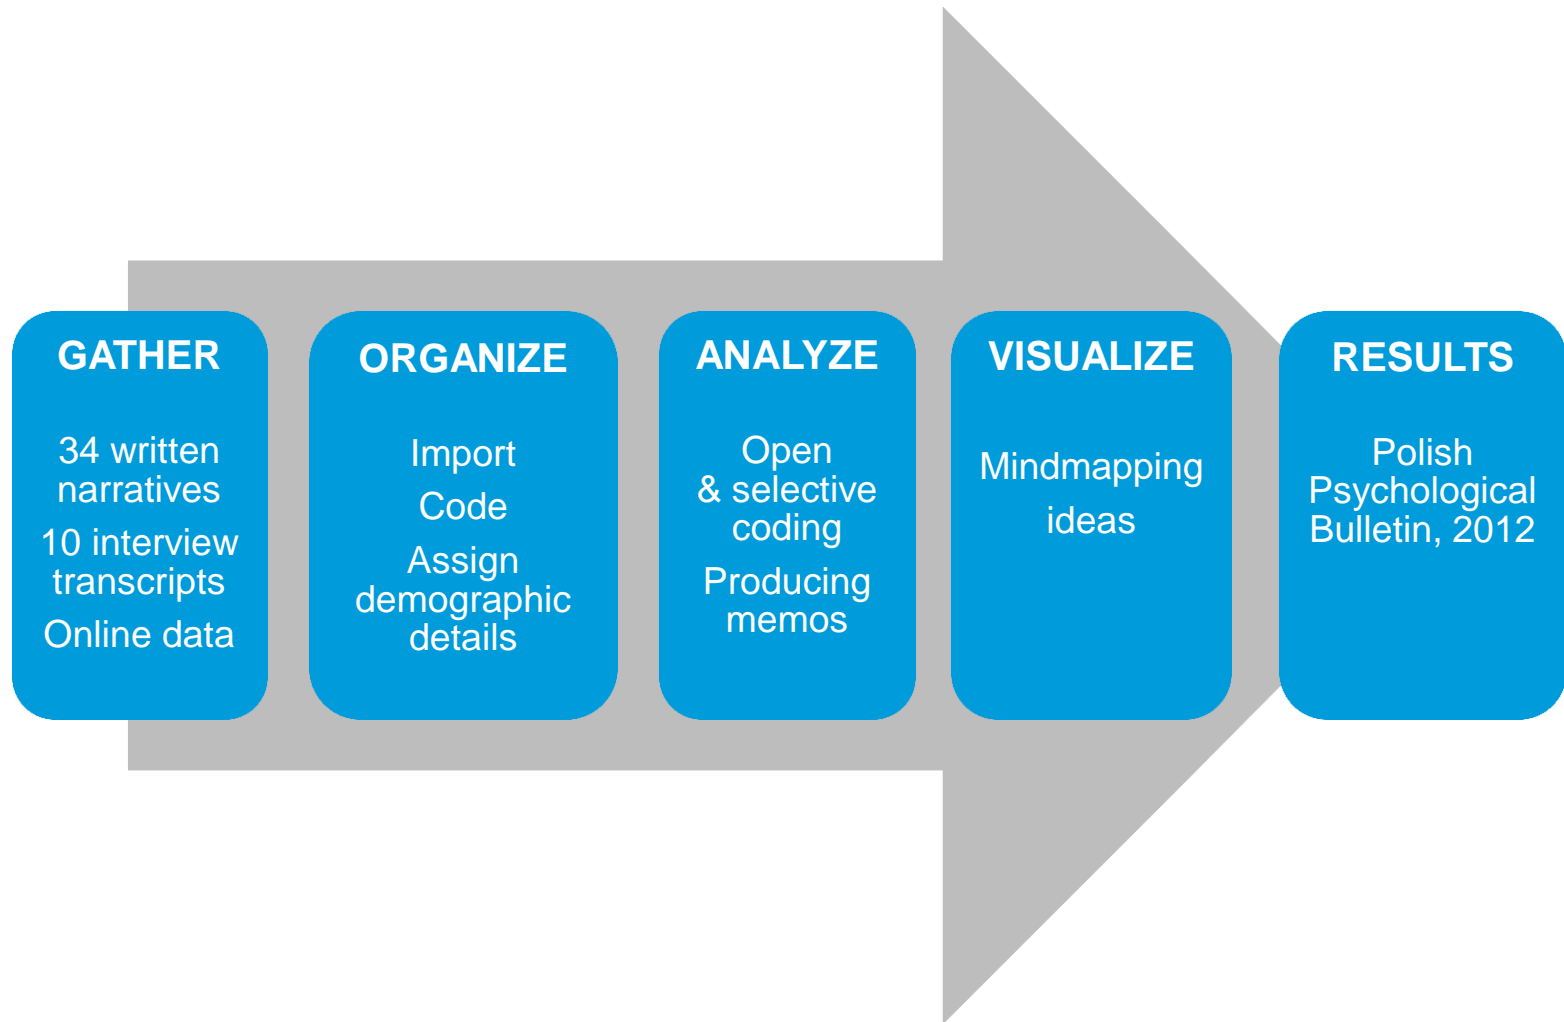 GATHER
34 written
narratives
10 interview
transcripts
Online data
ORGANIZE
Import
Code
Assign
demographic
details
ANALYZE
Open
& selective
coding
Producing
memos
VISUALIZE
Mindmapping
ideas
RESULTS
Polish
Psychological
Bulletin, 2012